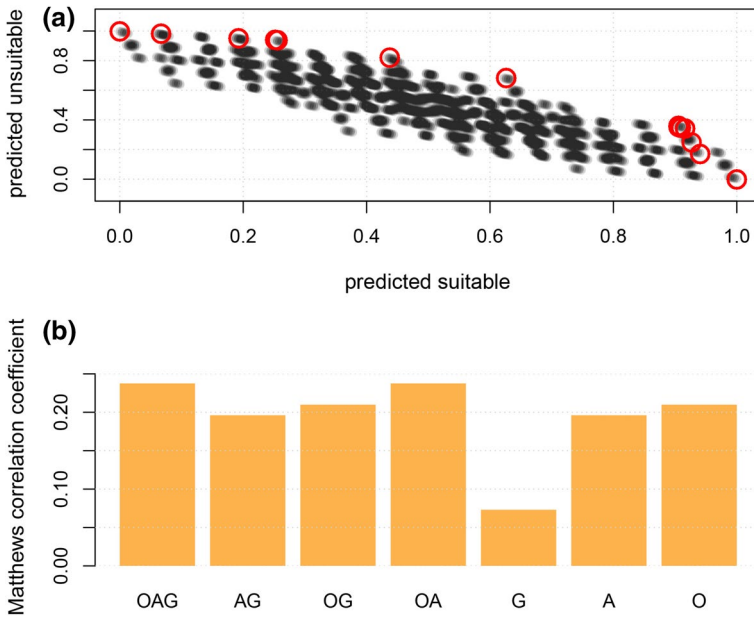 (a)
predicted unsuitable
0.8
0.4
0.0
0.0 0.2 0.4 0.6 0.8 1.0
predicted suitable
(b)
Matthews correlation coefficient
0.20
0.10
0.00
OAG AG OG OA G A O